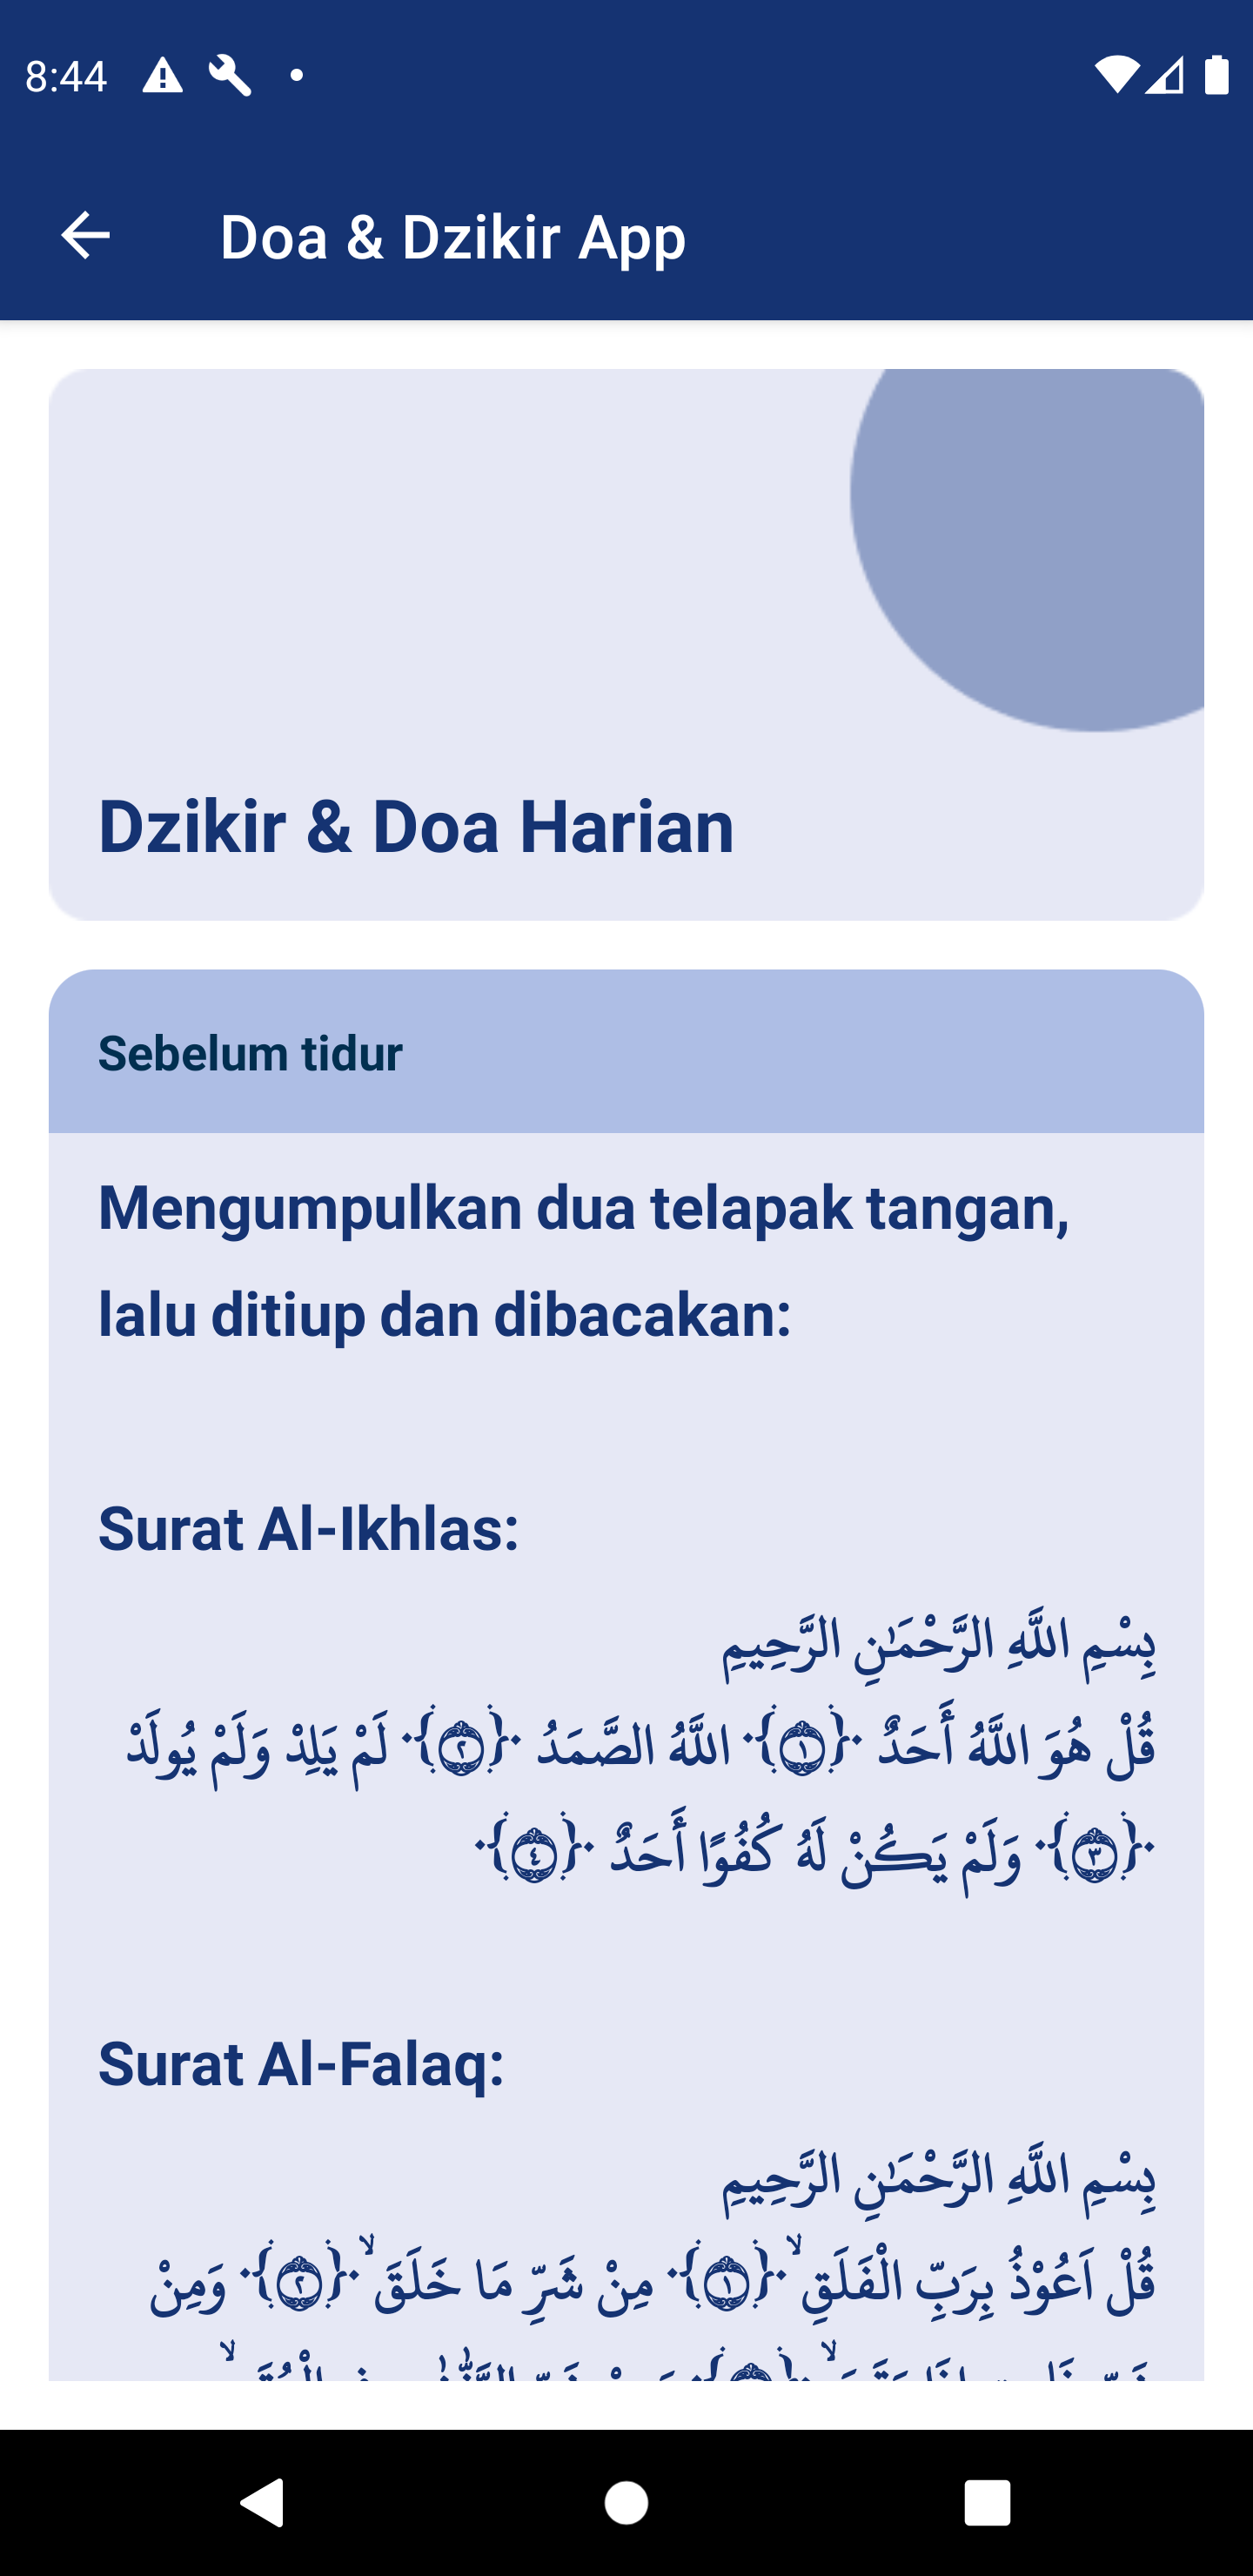 8:44
Doa & Dzikir App
Dzikir & Doa Harian
Sebelum tidur
Mengumpulkan dua telapak tangan,
lalu ditiup dan dibacakan:
Surat Al-Ikhlas:
بِسْمِ اللَّهِ الرَّحْمَٰنِ الرَّحِيمِ
قُلْ هُوَ اللَّهُ أَحَدٌ ﴿١﴾ اللَّهُ الصَّمَدُ ﴿٢﴾ لَمْ يَلِدْ وَلَمْ يُولَدْ
﴿٣﴾ وَلَمْ يَكُنْ لَهُ كُفُوًا أَحَدٌ ﴿٤﴾
Surat Al-Falaq:
بِسْمِ اللَّهِ الرَّحْمَٰنِ الرَّحِيمِ
قُلْ اَعُوْذُ بِرَبِّ الْفَلَقِۙ ﴿١﴾ مِنْ شَرِّ مَا خَلَقَۙ ﴿٢﴾ وَمِنْ